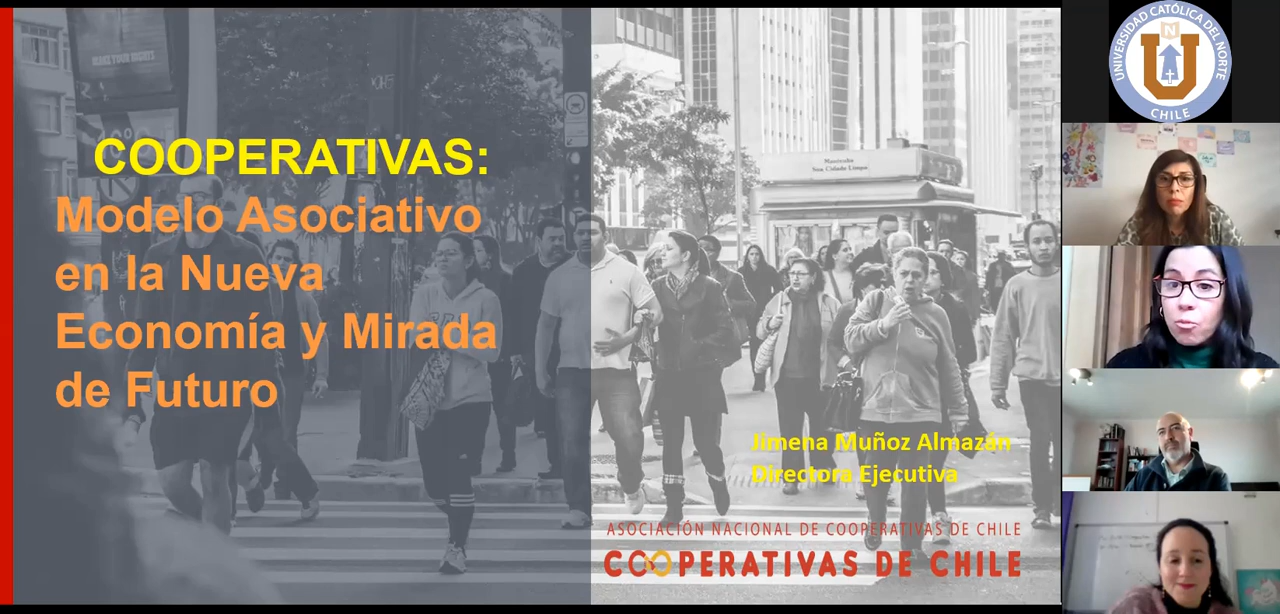 COOPERATIVAS:
Modelo Asociativo
en la Nueva
Economía y Mirada
de Futuro
Jimena Muñoz Almazán
Directora Ejecutiva
ASOCIACIÓN NACIONAL DE COOPERATIVAS DE CHILE
COOPERATIVAS DE CHILE
UNIVERSIDAD CATÓLICA DEL NORTE
N
U
CHILE